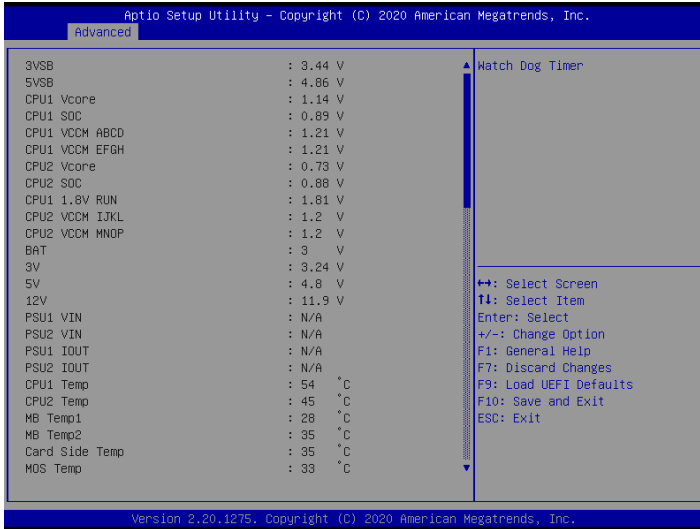 Aptio Setup Utility – Copyright (C) 2020 American Megatrends, Inc.
Advanced
3VSB : 3.44 V
5VSB : 4.86 V
CPU1 Vcore : 1.14 V
CPU1 SOC : 0.89 V
CPU1 VCCM ABCD : 1.21 V
CPU1 VCCM EFGH : 1.21 V
CPU2 Vcore : 0.73 V
CPU2 SOC : 0.88 V
CPU1 1.8V RUN : 1.81 V
CPU2 VCCM IJKL : 1.2 V
CPU2 VCCM MNOP : 1.2 V
BAT : 3 V
3V : 3.24 V
5V : 4.8 V
12V : 11.9 V
PSU1 VIN : N/A
PSU2 VIN : N/A
PSU1 IOUT : N/A
PSU2 IOUT : N/A
CPU1 Temp : 54 °C
CPU2 Temp : 45 °C
MB Temp1 : 28 °C
MB Temp2 : 35 °C
Card Side Temp : 35 °C
MOS Temp : 33 °C
Watch Dog Timer
↔: Select Screen
↑↓: Select Item
Enter: Select
+/-: Change Option
F1: General Help
F7: Discard Changes
F9: Load UEFI Defaults
F10: Save and Exit
ESC: Exit
Version 2.20.1275. Copyright (C) 2020 American Megatrends, Inc.